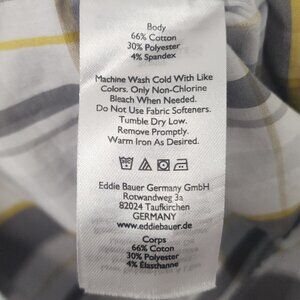 Body
66% Cotton
30% Polyester
4% Spandex
Machine Wash Cold With Like
Colors. Only Non-Chlorine
Bleach When Needed.
Do Not Use Fabric Softeners.
Tumble Dry Low.
Remove Promptly.
Warm Iron As Desired.
Eddie Bauer Germany GmbH
Rotwandweg 3a
82024 Taufkirchen
GERMANY
www.eddiebauer.de
Corps
66% Coton
30% Polyester
4% Élasthanne